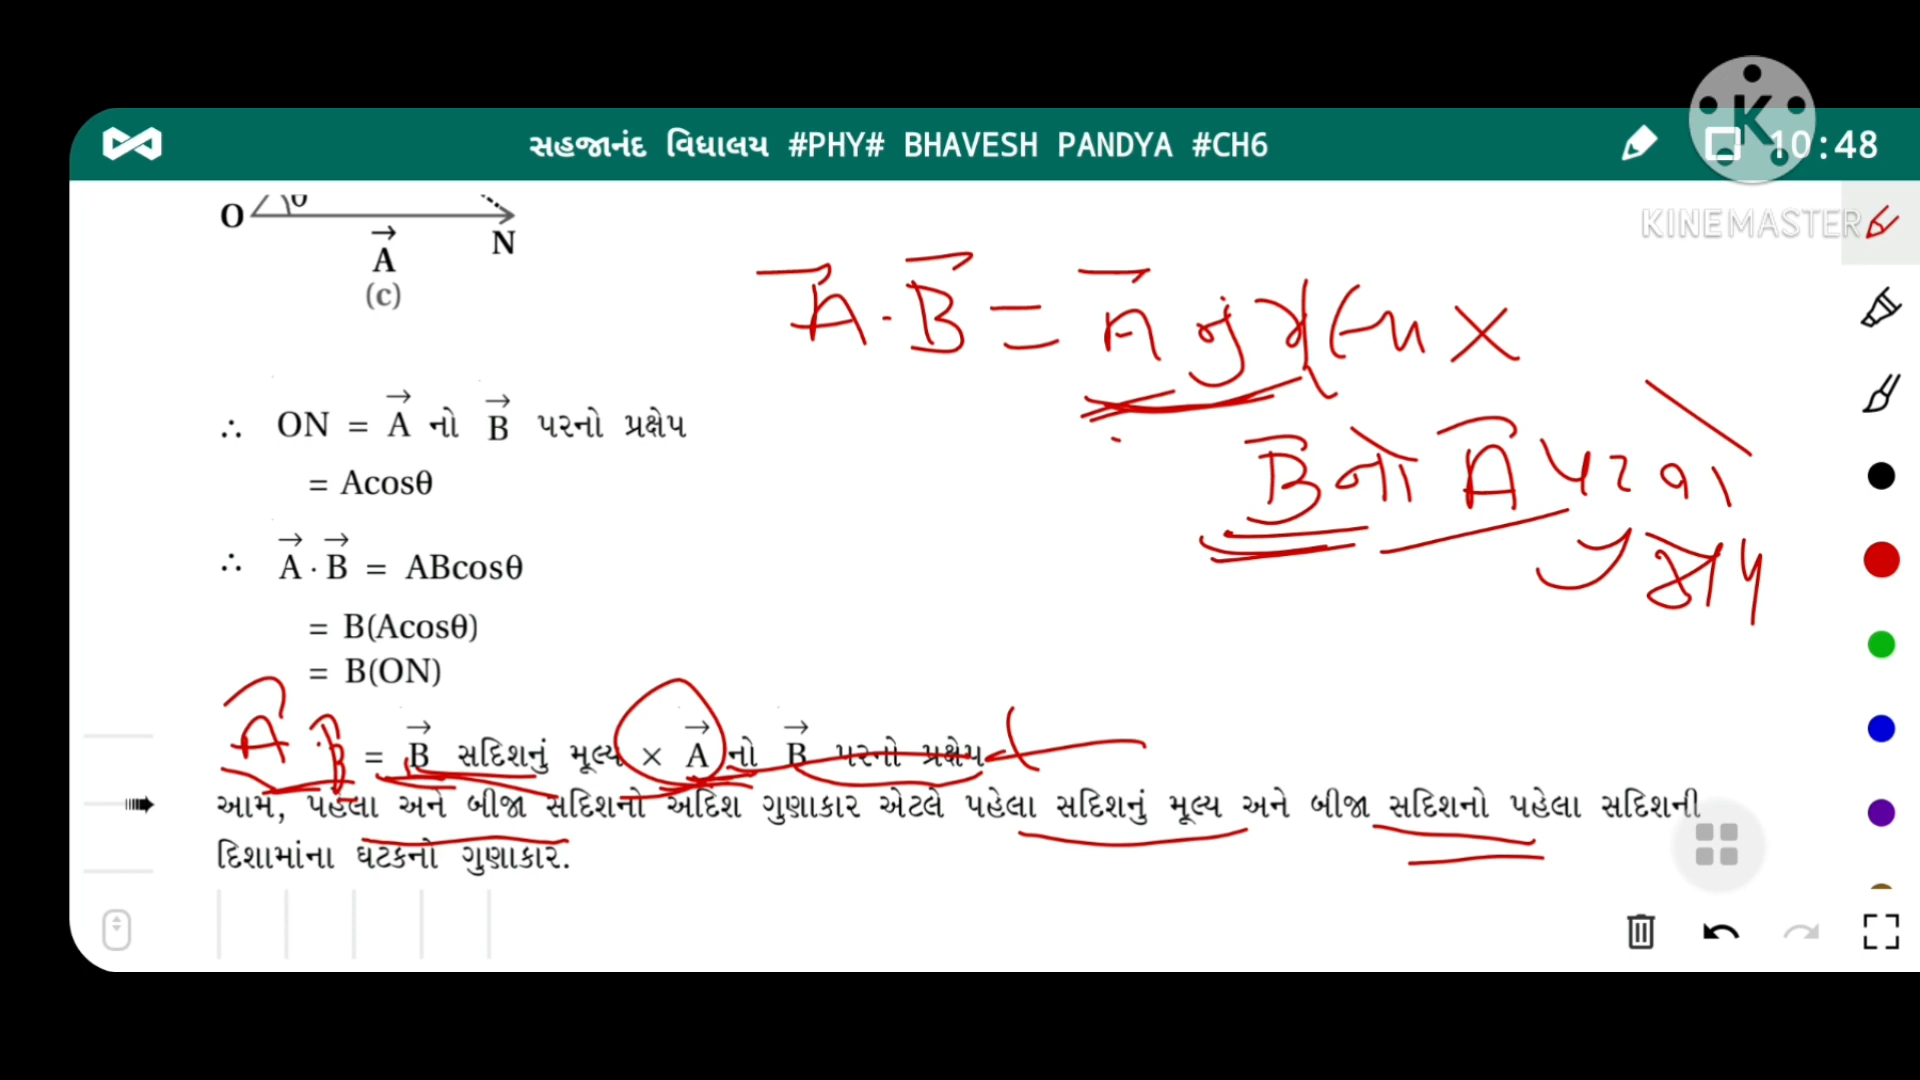 સહજાનંદ વિધાલય #PHY# BHAVESH PANDYA #CH6
10:48
K
KINEMASTER
O θ N
A⃗
(c)
A⃗ · B⃗ = A⃗ નું મૂલ્ય ×
B⃗ નો A⃗ પરનો
પ્રક્ષેપ
∴ ON = A⃗ નો B⃗ પરનો પ્રક્ષેપ
= Acosθ
∴ A⃗ · B⃗ = ABcosθ
= B(Acosθ)
= B(ON)
A⃗ · B⃗ = B⃗ સદિશનું મૂલ્ય × A⃗ નો B⃗ પરનો પ્રક્ષેપ
આમ, પહેલા અને બીજા સદિશનો અદિશ ગુણાકાર એટલે પહેલા સદિશનું મૂલ્ય અને બીજા સદિશનો પહેલા સદિશની
દિશામાંના ઘટકનો ગુણાકાર.